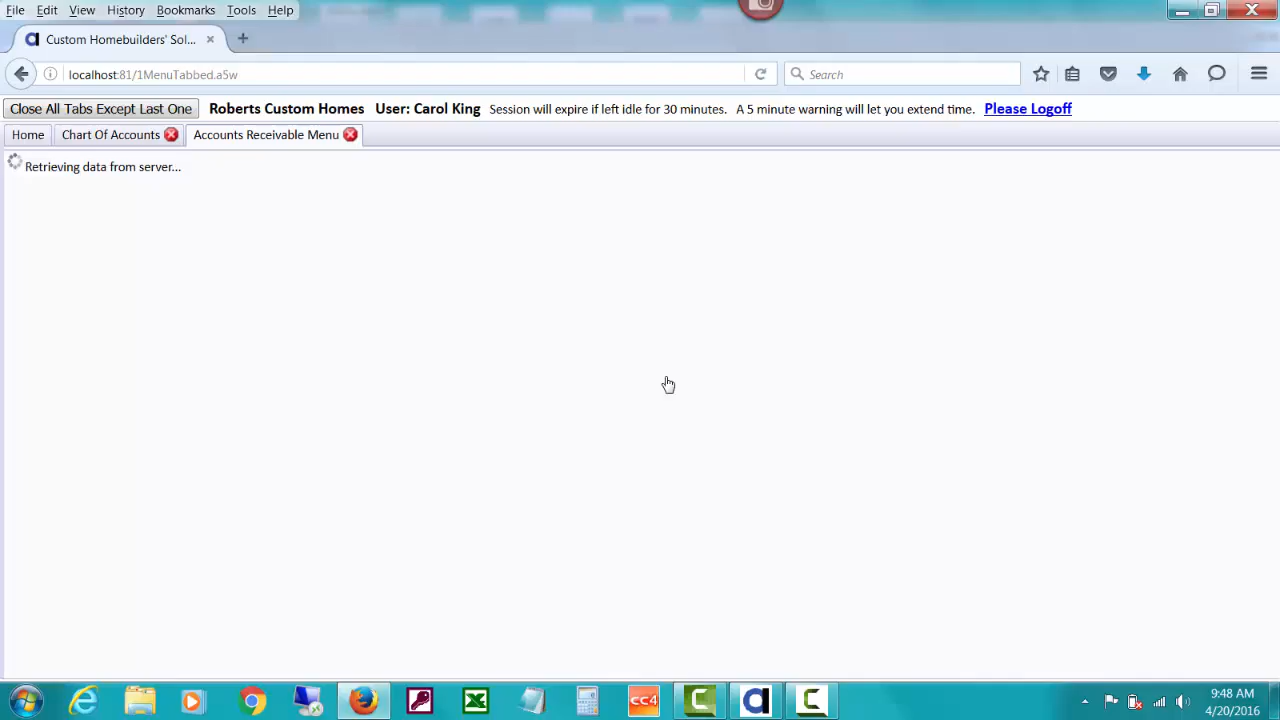 File Edit View History Bookmarks Tools Help
Custom Homebuilders' Sol...
localhost:81/1MenuTabbed.a5w
Search
Close All Tabs Except Last One Roberts Custom Homes User: Carol King Session will expire if left idle for 30 minutes. A 5 minute warning will let you extend time. Please Logoff
Home Chart Of Accounts Accounts Receivable Menu
Retrieving data from server...
CC4
9:48 AM
4/20/2016